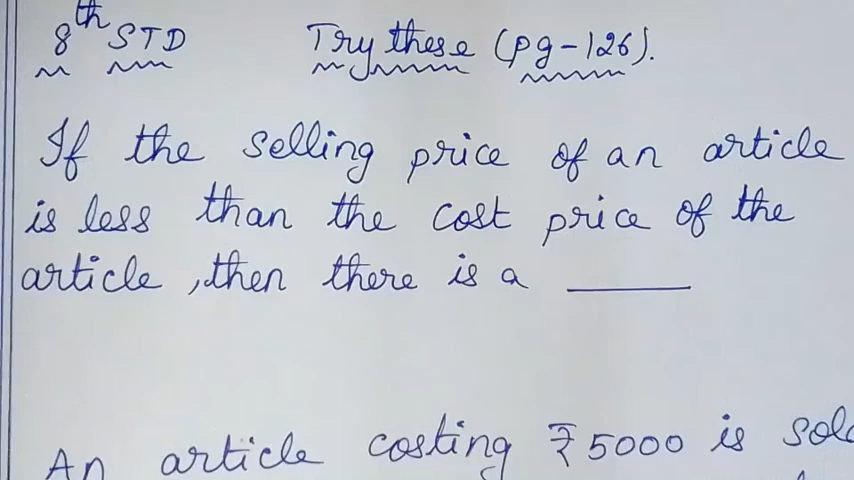 8th STD Try these (pg-126).
If the selling price of an article
is less than the cost price of the
article, then there is a ______
An article costing ₹5000 is